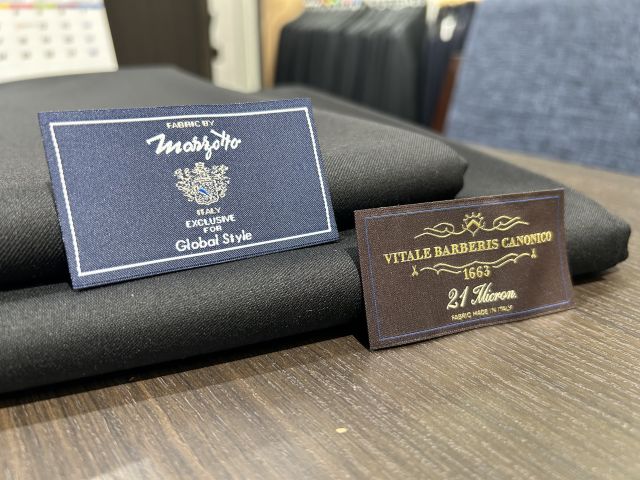 FABRIC BY
Marzotto
ITALY
EXCLUSIVE
FOR
Global Style
VITALE BARBERIS CANONICO
1663
21 Micron.
FABRIC MADE IN ITALY